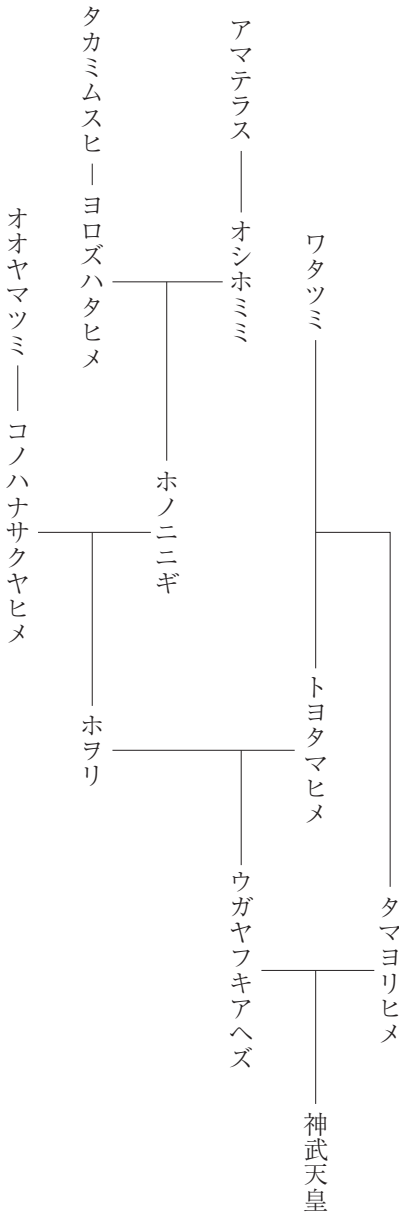 タマヨリヒメ
神武天皇
ワタツミ
トヨタマヒメ
アマテラス
オシホミミ
ウガヤフキアヘズ
ホノニニギ
タカミムスヒ
ヨロズハタヒメ
ホヲリ
オオヤマツミ
コノハナサクヤヒメ